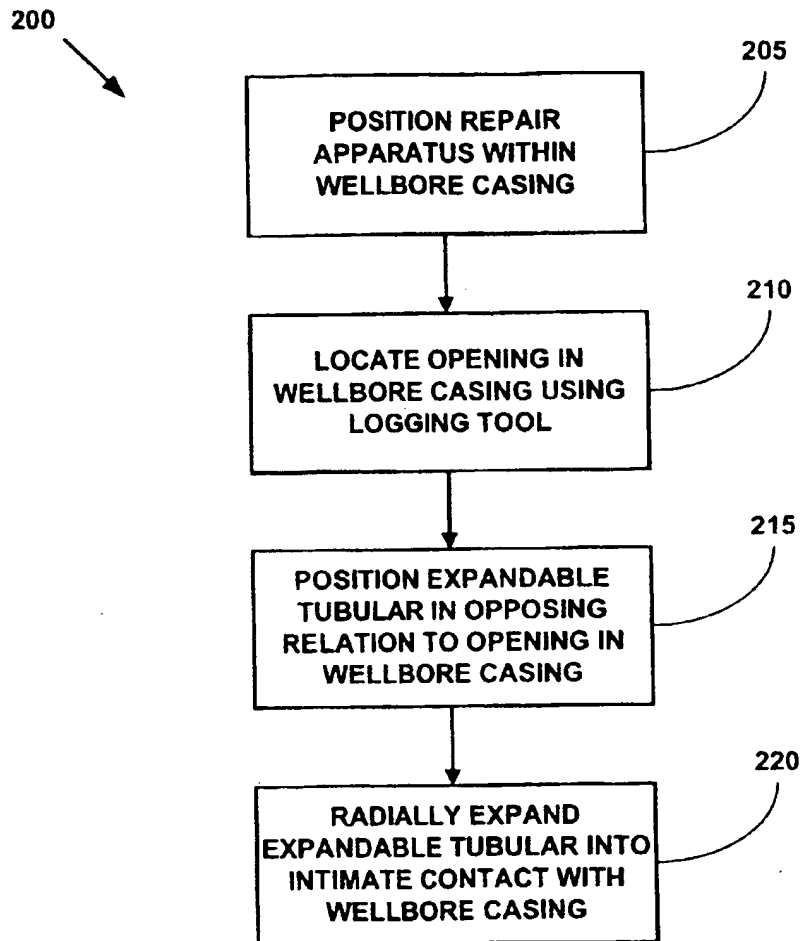 200
205
POSITION REPAIR
APPARATUS WITHIN
WELLBORE CASING
210
LOCATE OPENING IN
WELLBORE CASING USING
LOGGING TOOL
215
POSITION EXPANDABLE
TUBULAR IN OPPOSING
RELATION TO OPENING IN
WELLBORE CASING
220
RADIALLY EXPAND
EXPANDABLE TUBULAR INTO
INTIMATE CONTACT WITH
WELLBORE CASING